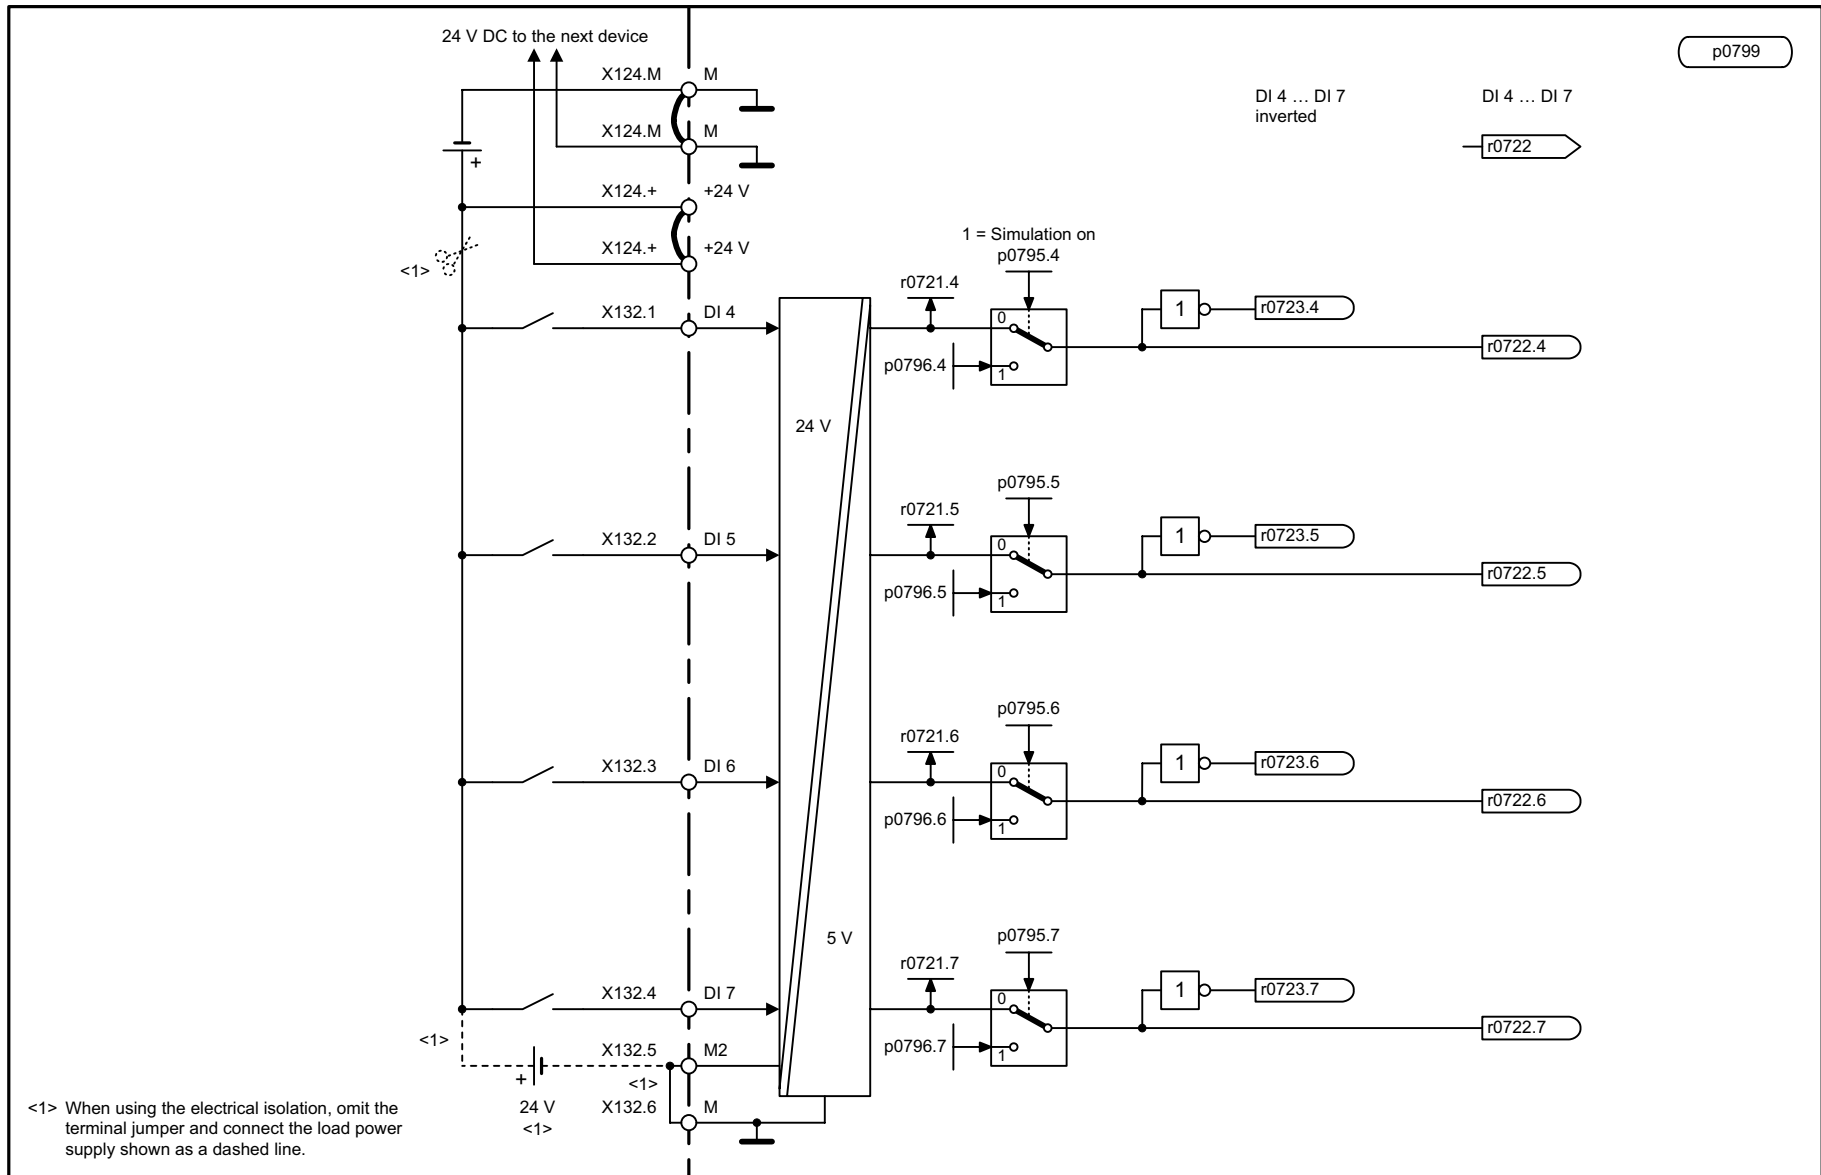 24 V DC to the next device
p0799
X124.M M
DI 4 … DI 7
inverted
DI 4 … DI 7
X124.M M
r0722
+
X124.+ +24 V
1 = Simulation on
X124.+ +24 V
p0795.4
<1>
r0721.4
X132.1 DI 4
0
1
r0723.4
r0722.4
p0796.4
1
24 V
p0795.5
r0721.5
X132.2 DI 5
0
1
r0723.5
r0722.5
p0796.5
1
p0795.6
r0721.6
X132.3 DI 6
0
1
r0723.6
r0722.6
p0796.6
1
5 V
p0795.7
r0721.7
X132.4 DI 7
0
1
r0723.7
r0722.7
<1>
p0796.7
1
X132.5 M2
+
<1>
24 V
<1>
X132.6 M
<1> When using the electrical isolation, omit the
terminal jumper and connect the load power
supply shown as a dashed line.